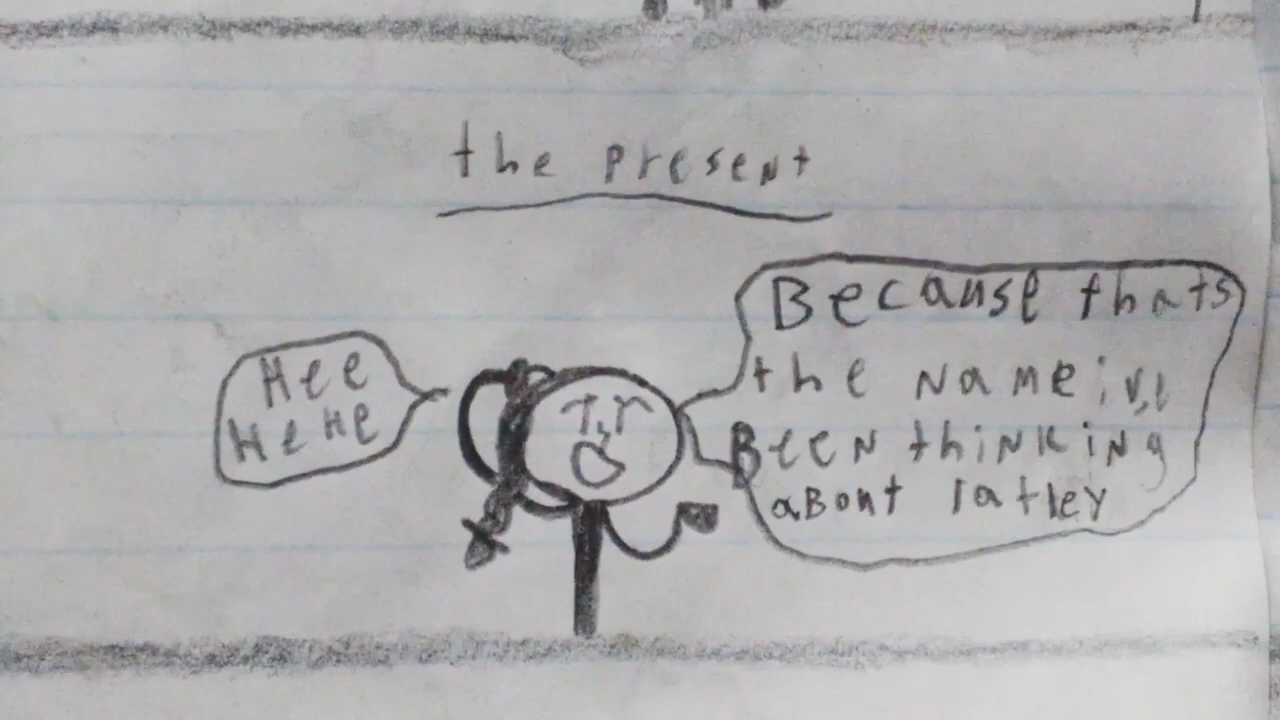 the present
Hee
HeHe
Because thats
the name i,v,e
Been thinking
about latley